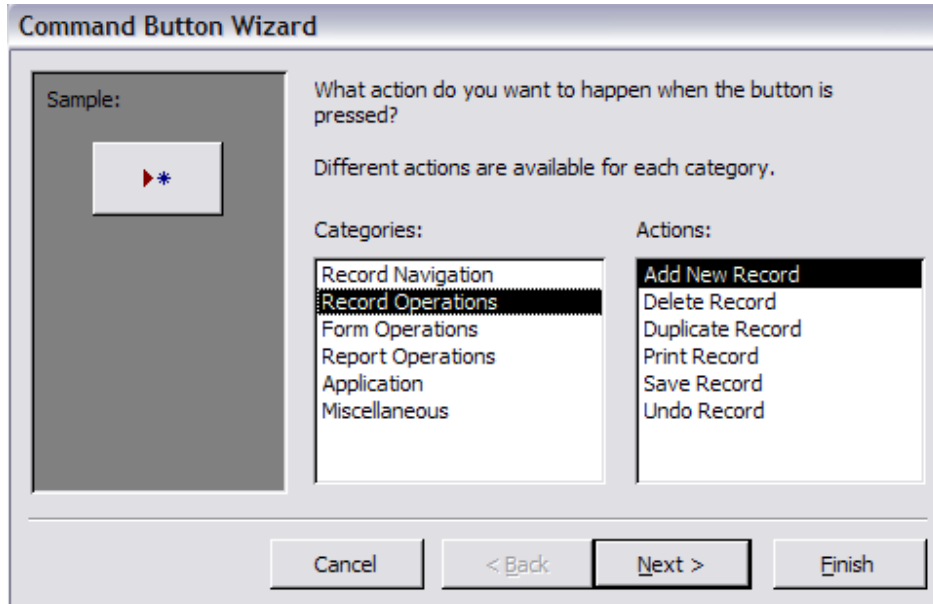 Command Button Wizard
Sample:
What action do you want to happen when the button is
pressed?
Different actions are available for each category.
Categories:
Record Navigation
Record Operations
Form Operations
Report Operations
Application
Miscellaneous
Actions:
Add New Record
Delete Record
Duplicate Record
Print Record
Save Record
Undo Record
Cancel
< Back
Next >
Finish